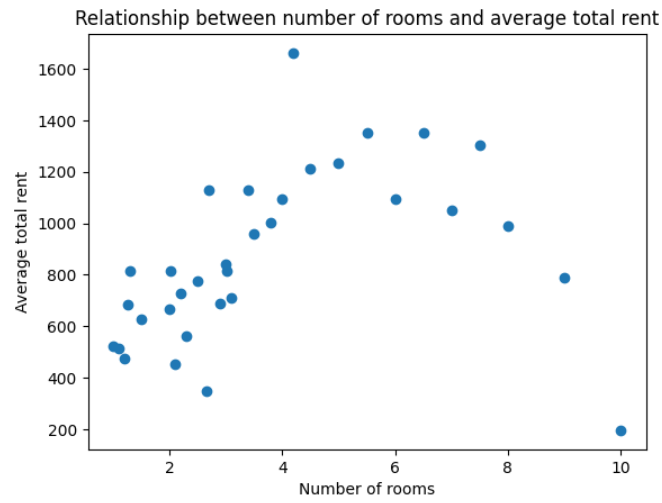 Relationship between number of rooms and average total rent
1600
1400
1200
1000
800
600
400
200
Average total rent
2 4 6 8 10
Number of rooms